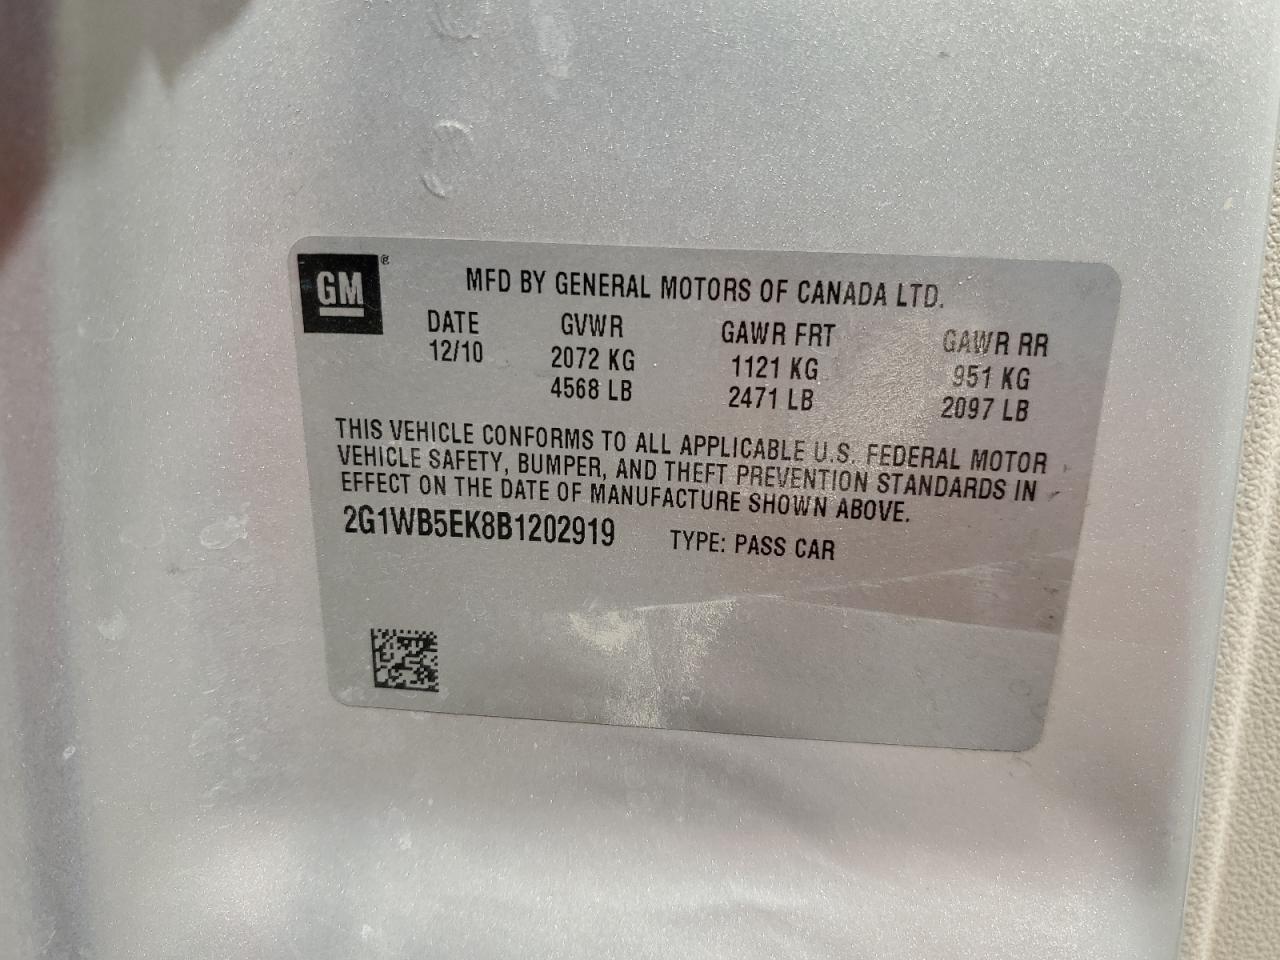 GM ®
MFD BY GENERAL MOTORS OF CANADA LTD.
DATE GVWR GAWR FRT GAWR RR
12/10 2072 KG 1121 KG 951 KG
4568 LB 2471 LB 2097 LB
THIS VEHICLE CONFORMS TO ALL APPLICABLE U.S. FEDERAL MOTOR
VEHICLE SAFETY, BUMPER, AND THEFT PREVENTION STANDARDS IN
EFFECT ON THE DATE OF MANUFACTURE SHOWN ABOVE.
2G1WB5EK8B1202919 TYPE: PASS CAR